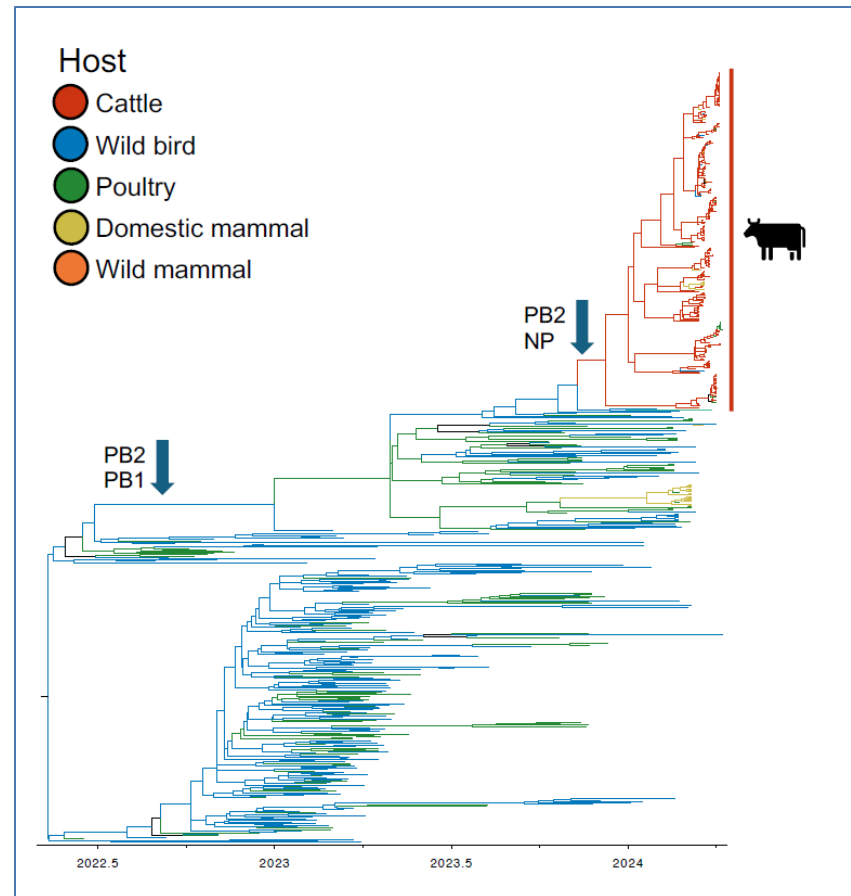 Host
Cattle
Wild bird
Poultry
Domestic mammal
Wild mammal
PB2
NP
PB2
PB1
2022.5
2023
2023.5
2024